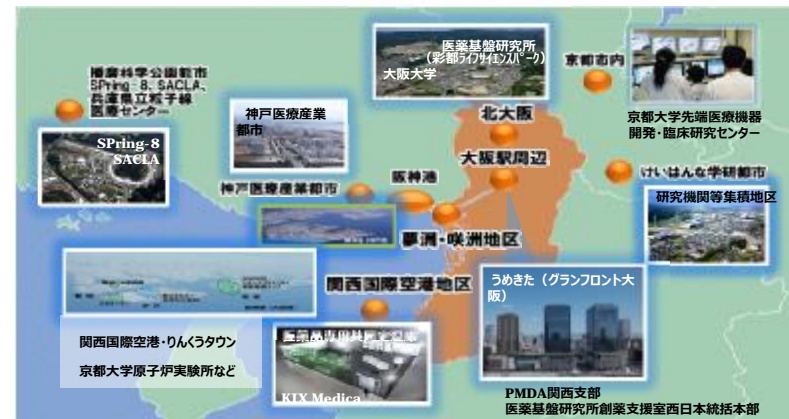 医薬基盤研究所
（彩都ライフサイエンスパーク）
大阪大学
京都市内
播磨科学公園都市
SPring-8、SACLA、
兵庫県立粒子線
医療センター
神戸医療産業
都市
北大阪
京都大学先端医療機器
開発・臨床研究センター
SPring-8
SACLA
大阪駅周辺
けいはんな学研都市
神戸医療産業都市
阪神港
研究機関等集積地区
夢洲・咲洲地区
関西国際空港地区
うめきた（グランフロント大
阪）
関西国際空港・りんくうタウン
京都大学原子炉実験所など
医薬品専用共同定温庫
KIX Medica
PMDA関西支部
医薬基盤研究所創薬支援室西日本統括本部